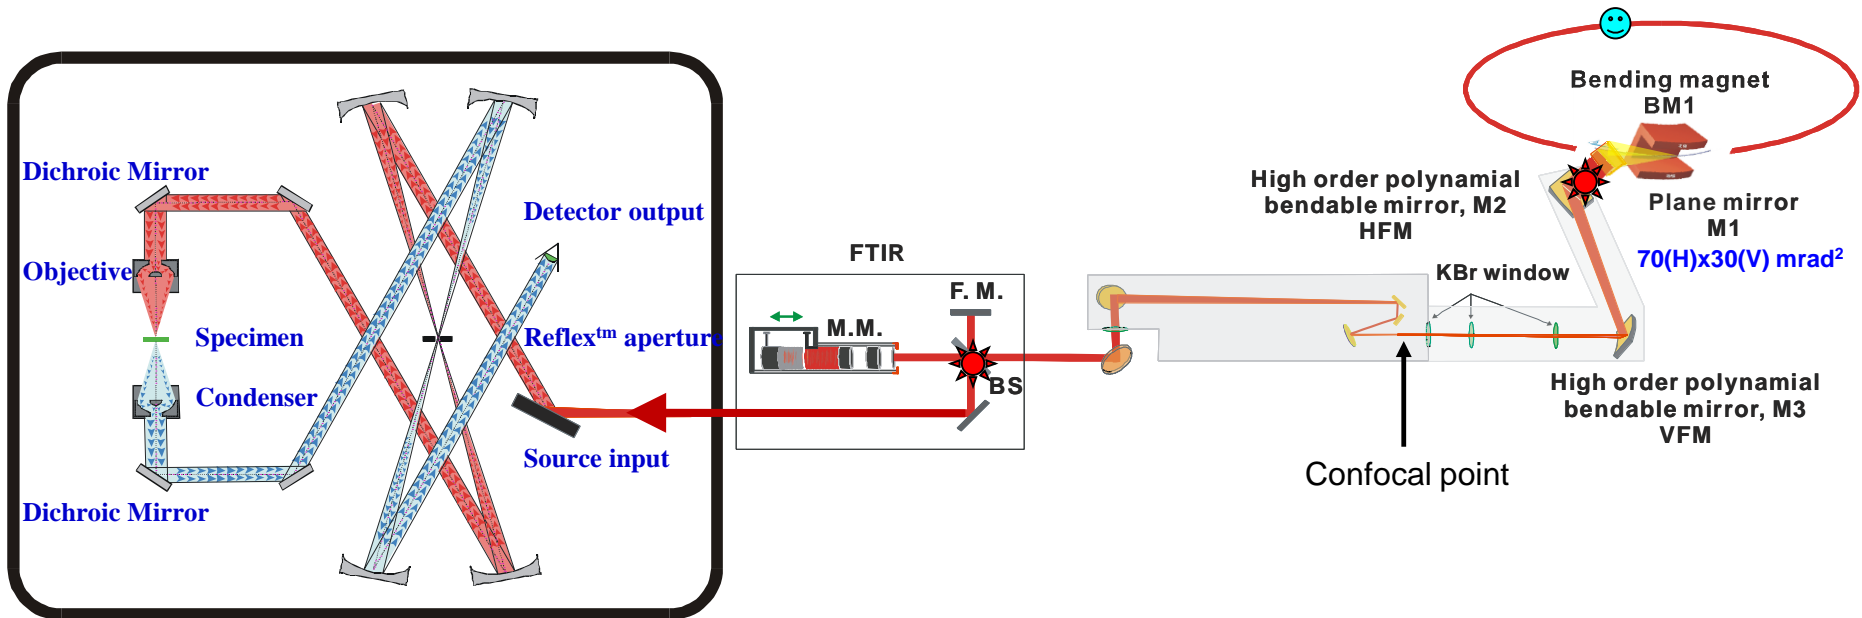 Dichroic Mirror
Objective
Specimen
Condenser
Dichroic Mirror
Detector output
Reflex™ aperture
Source input
FTIR
F. M.
M.M.
BS
High order polynamial
bendable mirror, M2
HFM
KBr window
Bending magnet
BM1
Plane mirror
M1
70(H)x30(V) mrad²
High order polynamial
bendable mirror, M3
VFM
Confocal point